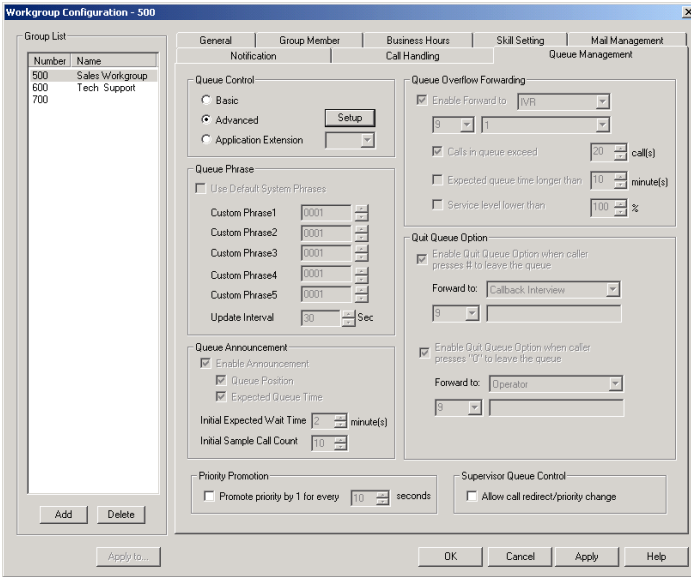 Workgroup Configuration - 500
Group List
Number Name
500 Sales Workgroup
600 Tech Support
700
Add Delete
Apply to...
General Group Member Business Hours Skill Setting Mail Management
Notification Call Handling Queue Management
Queue Control
Basic
Advanced Setup
Application Extension
Queue Phrase
Use Default System Phrases
Custom Phrase1 0001
Custom Phrase2 0001
Custom Phrase3 0001
Custom Phrase4 0001
Custom Phrase5 0001
Update Interval 30 Sec
Queue Announcement
Enable Announcement
Queue Position
Expected Queue Time
Initial Expected Wait Time 2 minute(s)
Initial Sample Call Count 10
Queue Overflow Forwarding
Enable Forward to IVR
9 1
Calls in queue exceed 20 call(s)
Expected queue time longer than 10 minute(s)
Service level lower than 100 %
Quit Queue Option
Enable Quit Queue Option when caller
presses # to leave the queue
Forward to: Callback Interview
9
Enable Quit Queue Option when caller
presses "0" to leave the queue
Forward to: Operator
9
Priority Promotion
Promote priority by 1 for every 10 seconds
Supervisor Queue Control
Allow call redirect/priority change
OK Cancel Apply Help